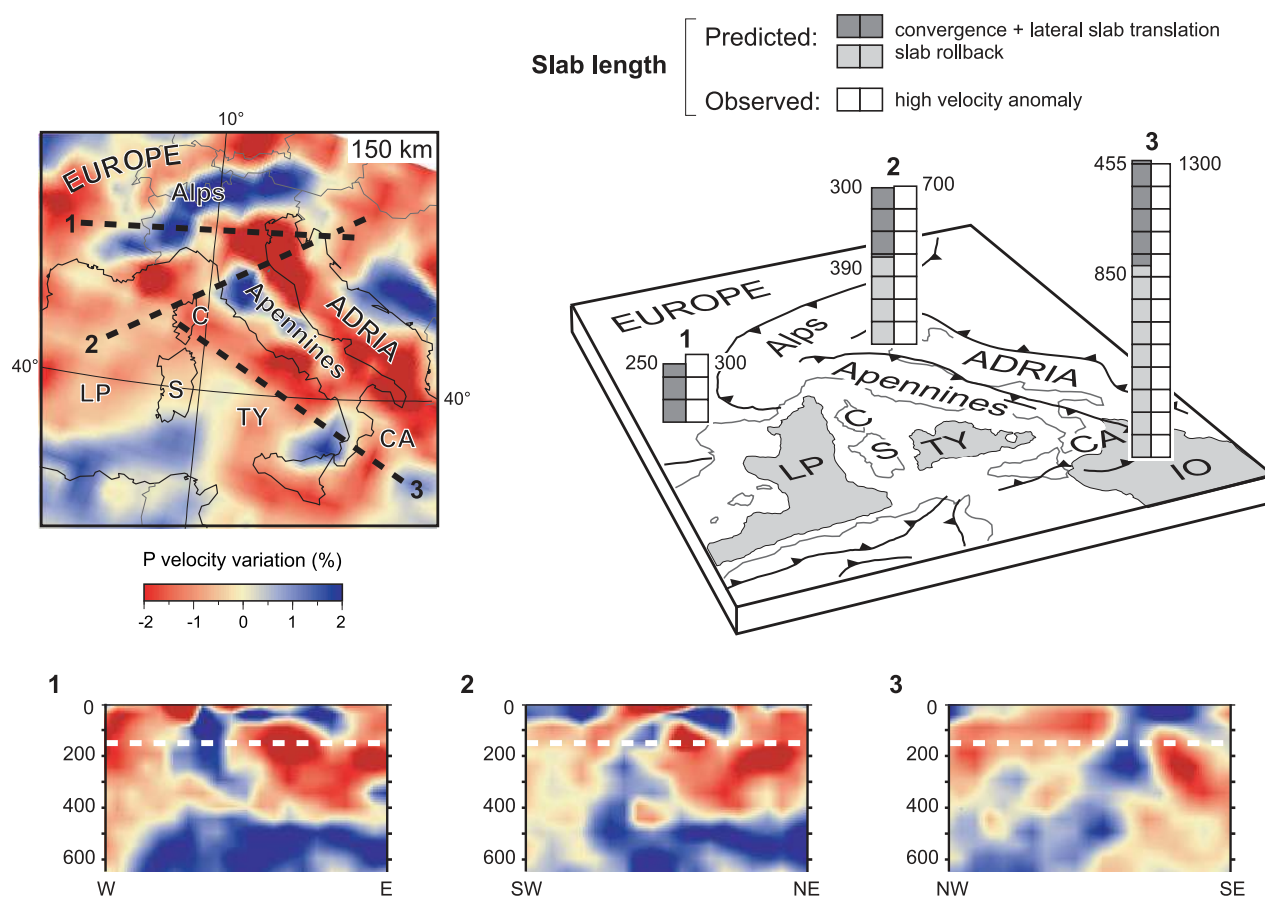 Slab length
Predicted:
convergence + lateral slab translation
slab rollback
Observed:
high velocity anomaly
10°
150 km
EUROPE
Alps
1
2
3
C
Apennines
ADRIA
40°
40°
LP
S
TY
CA
P velocity variation (%)
-2 -1 0 1 2
3
455 1300
850
2
300 700
390
1
250 300
EUROPE
Alps
ADRIA
Apennines
C
S
TY
LP
CA
IO
1
0
200
400
600
W E
2
0
200
400
600
SW NE
3
0
200
400
600
NW SE